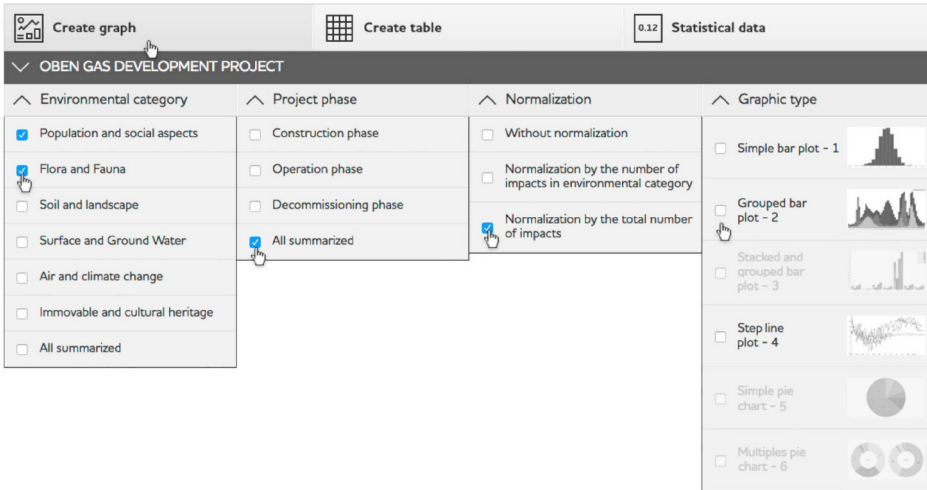 Create graph
Create table
0.12 Statistical data
OBEN GAS DEVELOPMENT PROJECT
Environmental category
Population and social aspects
Flora and Fauna
Soil and landscape
Surface and Ground Water
Air and climate change
Immovable and cultural heritage
All summarized
Project phase
Construction phase
Operation phase
Decommissioning phase
All summarized
Normalization
Without normalization
Normalization by the number of
impacts in environmental category
Normalization by the total number
of impacts
Graphic type
Simple bar plot - 1
Grouped bar
plot - 2
Stacked and
grouped bar
plot - 3
Step line
plot - 4
Simple pie
chart - 5
Multiples pie
chart - 6